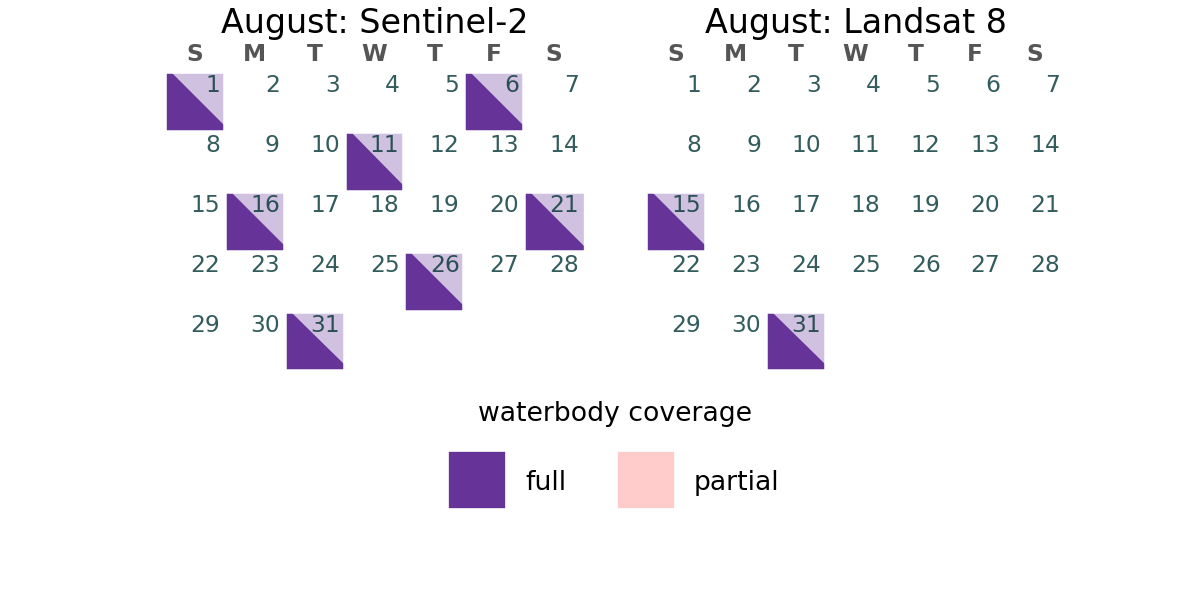 August: Sentinel-2
S M T W T F S
1 2 3 4 5 6 7
8 9 10 11 12 13 14
15 16 17 18 19 20 21
22 23 24 25 26 27 28
29 30 31
August: Landsat 8
S M T W T F S
1 2 3 4 5 6 7
8 9 10 11 12 13 14
15 16 17 18 19 20 21
22 23 24 25 26 27 28
29 30 31
waterbody coverage
full
partial